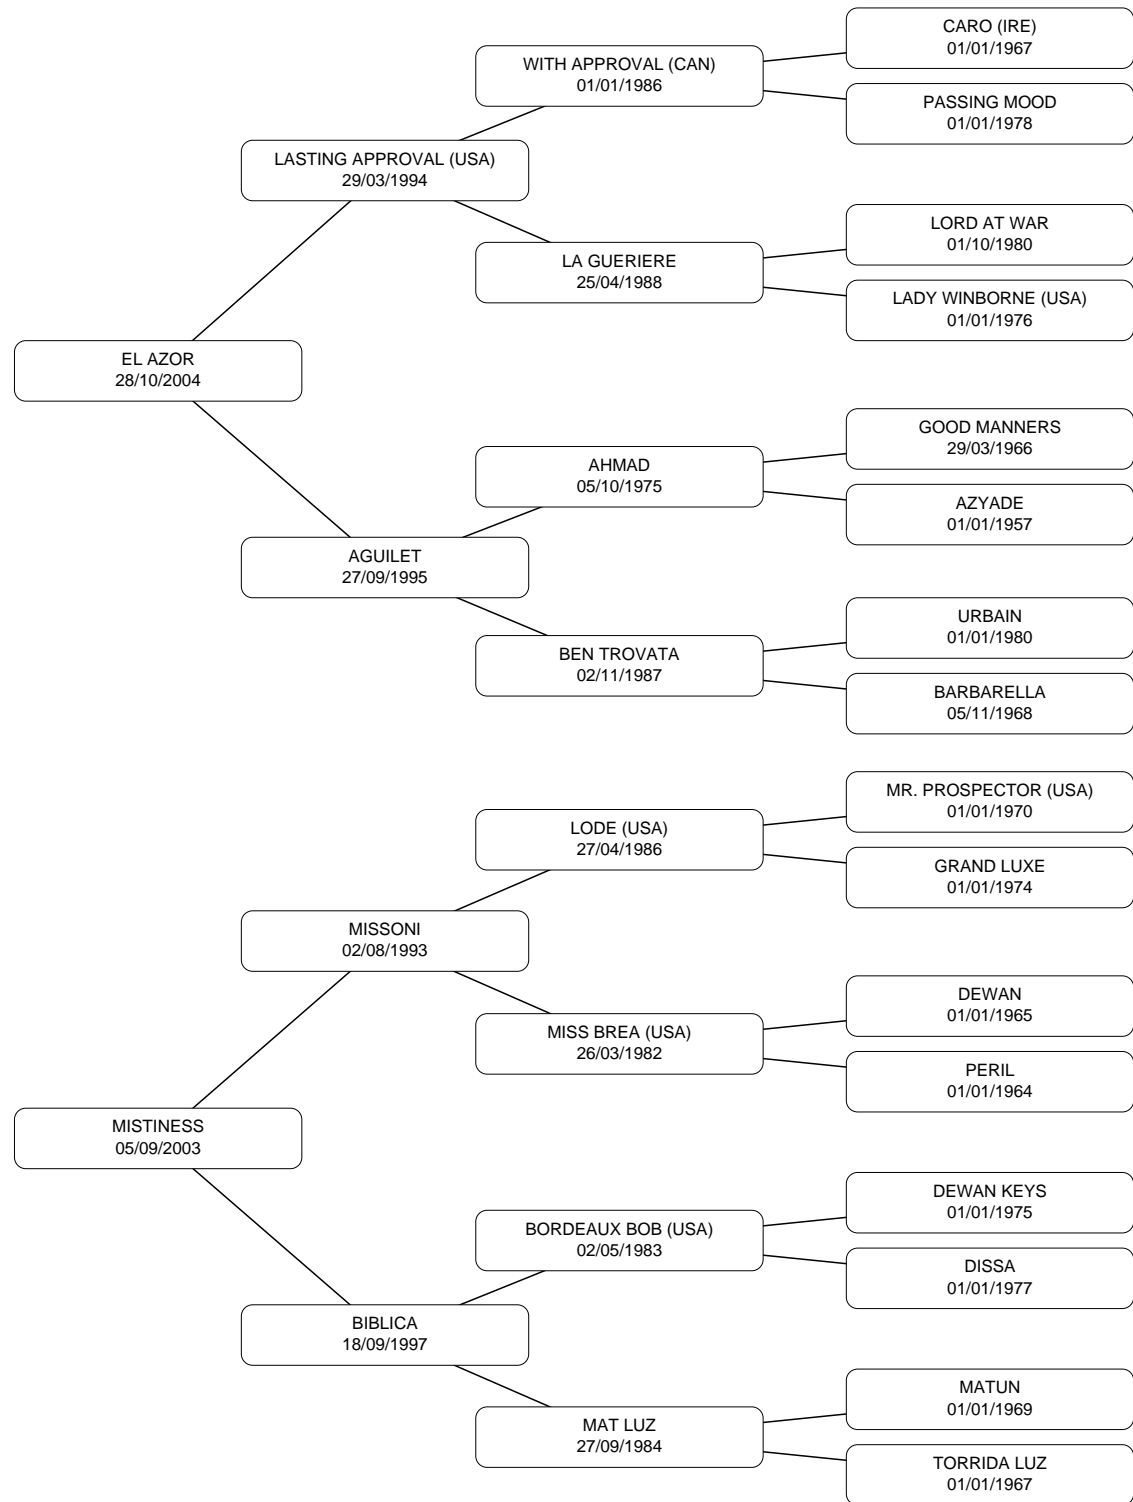 CARO (IRE)
01/01/1967
WITH APPROVAL (CAN)
01/01/1986
PASSING MOOD
01/01/1978
LASTING APPROVAL (USA)
29/03/1994
LORD AT WAR
01/10/1980
LA GUERIERE
25/04/1988
LADY WINBORNE (USA)
01/01/1976
EL AZOR
28/10/2004
GOOD MANNERS
29/03/1966
AHMAD
05/10/1975
AZYADE
01/01/1957
AGUILET
27/09/1995
URBAIN
01/01/1980
BEN TROVATA
02/11/1987
BARBARELLA
05/11/1968
MR. PROSPECTOR (USA)
01/01/1970
LODE (USA)
27/04/1986
GRAND LUXE
01/01/1974
MISSONI
02/08/1993
DEWAN
01/01/1965
MISS BREA (USA)
26/03/1982
PERIL
01/01/1964
MISTINESS
05/09/2003
DEWAN KEYS
01/01/1975
BORDEAUX BOB (USA)
02/05/1983
DISSA
01/01/1977
BIBLICA
18/09/1997
MATUN
01/01/1969
MAT LUZ
27/09/1984
TORRIDA LUZ
01/01/1967